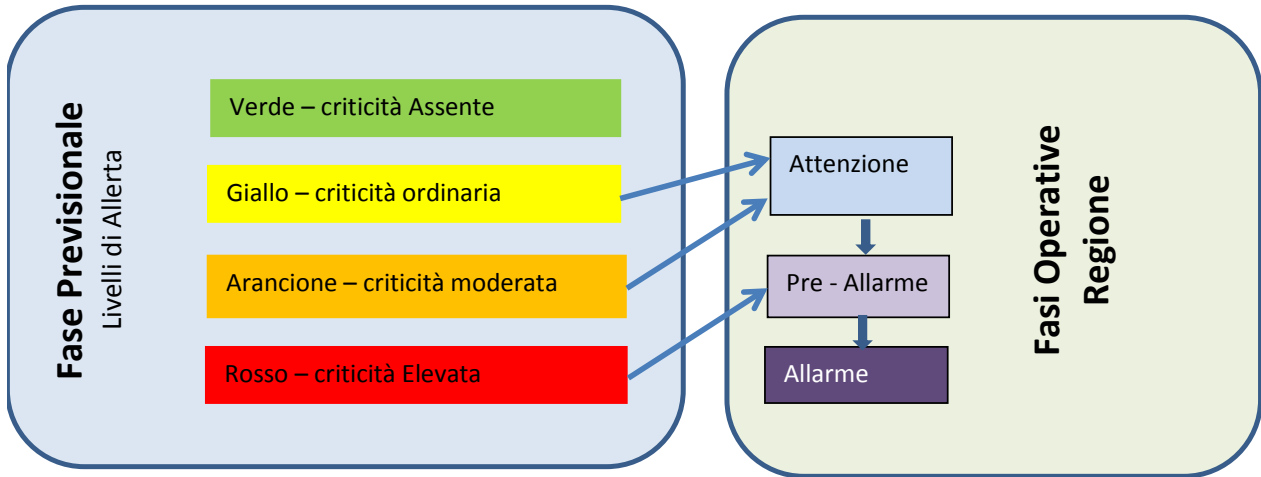 Fase Previsionale
Livelli di Allerta
Verde – criticità Assente
Giallo – criticità ordinaria
Arancione – criticità moderata
Rosso – criticità Elevata
Attenzione
Pre - Allarme
Allarme
Fasi Operative
Regione